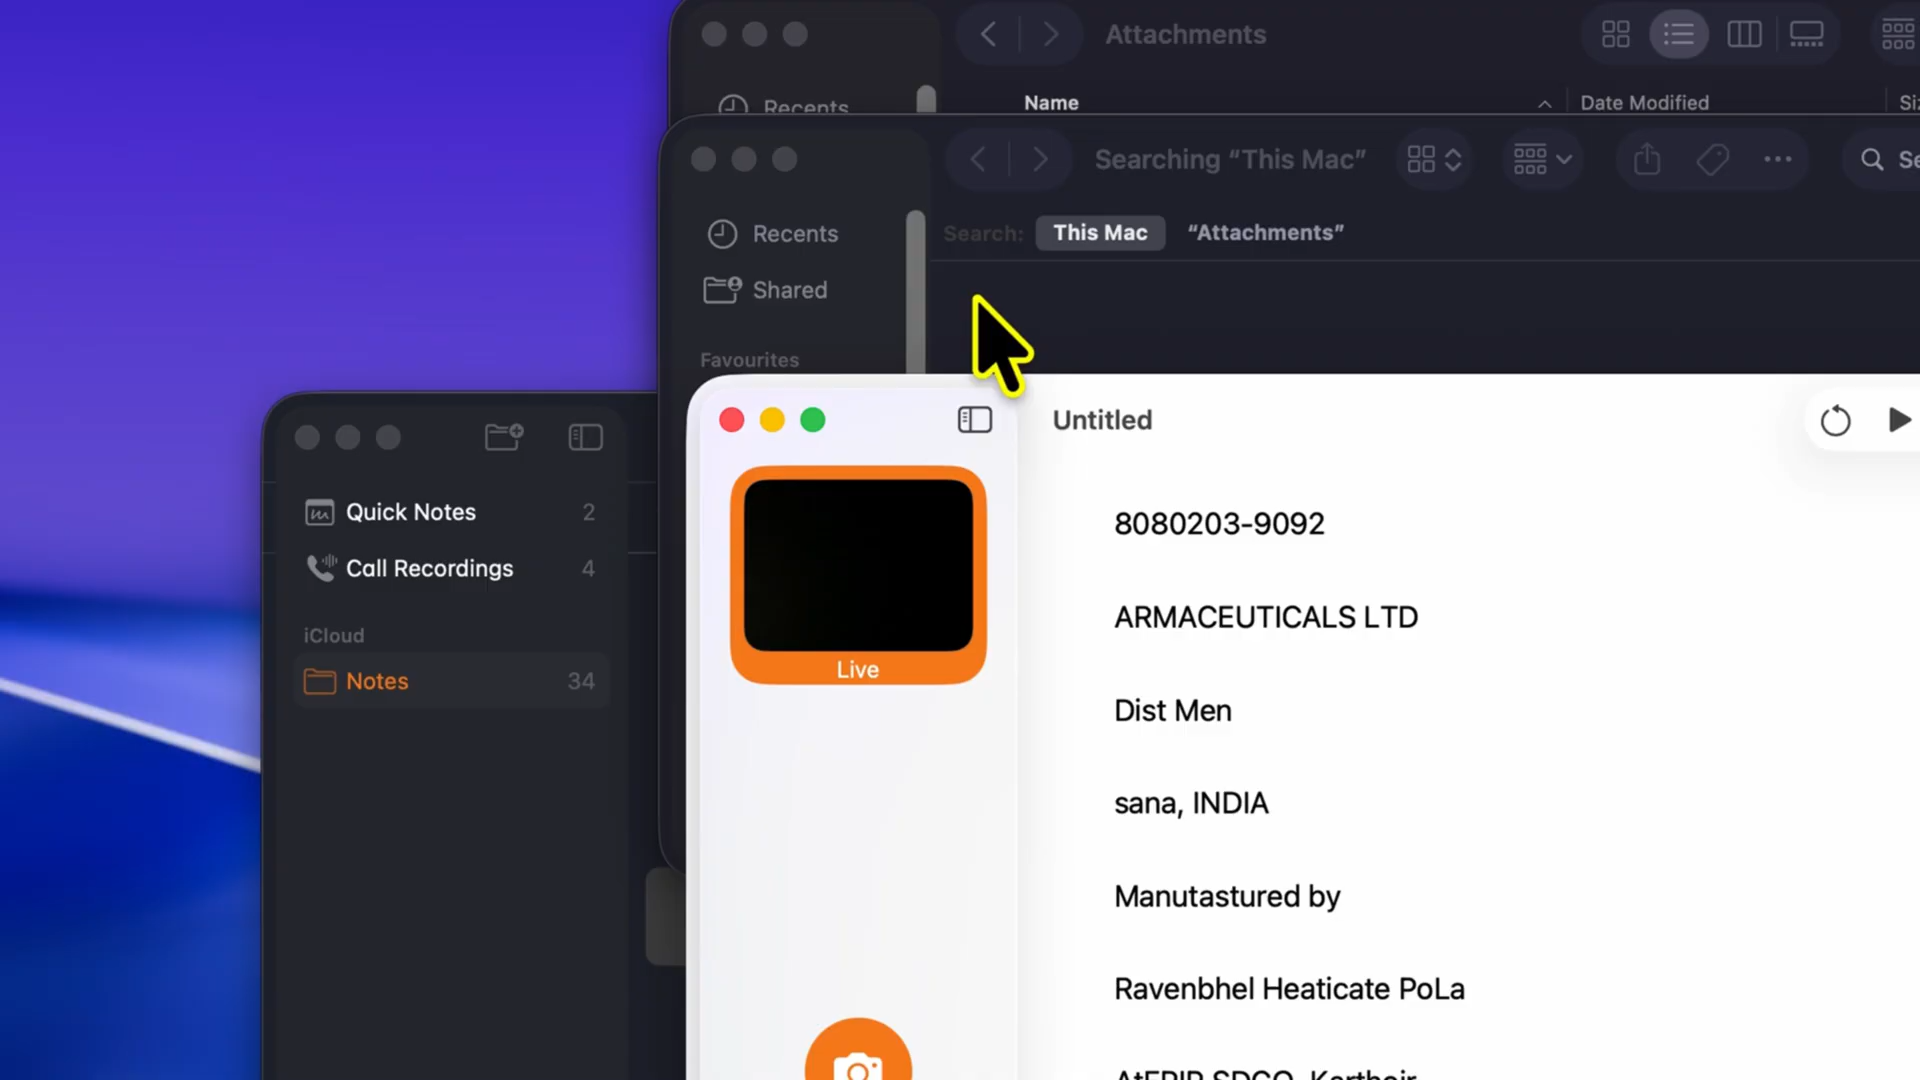 Attachments
Recents
Name
Date Modified
Searching “This Mac”
Recents
Search:
This Mac
“Attachments”
Shared
Favourites
Untitled
Quick Notes
2
Call Recordings
4
iCloud
Notes
34
Live
8080203-9092
ARMACEUTICALS LTD
Dist Men
sana, INDIA
Manutastured by
Ravenbhel Heaticate PoLa